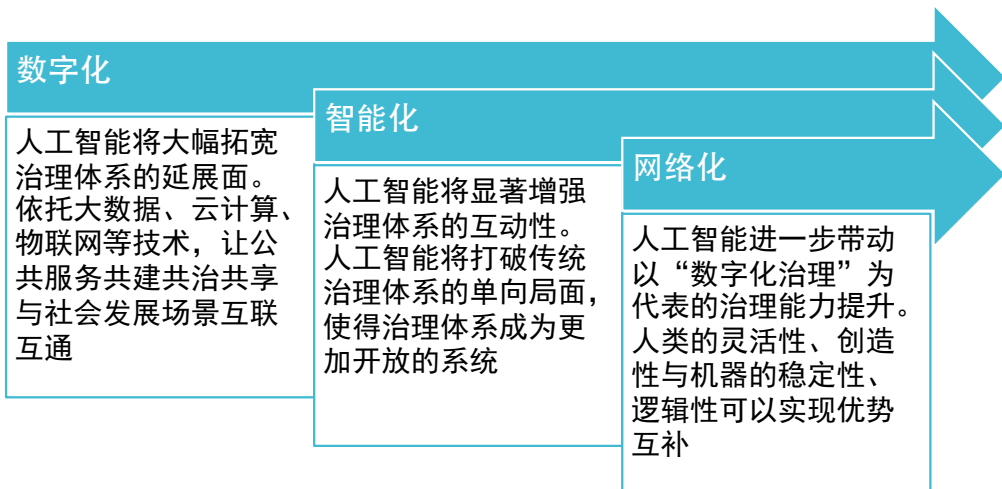 数字化
人工智能将大幅拓宽
治理体系的延展面。
依托大数据、云计算、
物联网等技术，让公
共服务共建共治共享
与社会发展场景互联
互通
智能化
人工智能将显著增强
治理体系的互动性。
人工智能将打破传统
治理体系的单向局面，
使得治理体系成为更
加开放的系统
网络化
人工智能进一步带动
以“数字化治理”为
代表的治理能力提升。
人类的灵活性、创造
性与机器的稳定性、
逻辑性可以实现优势
互补